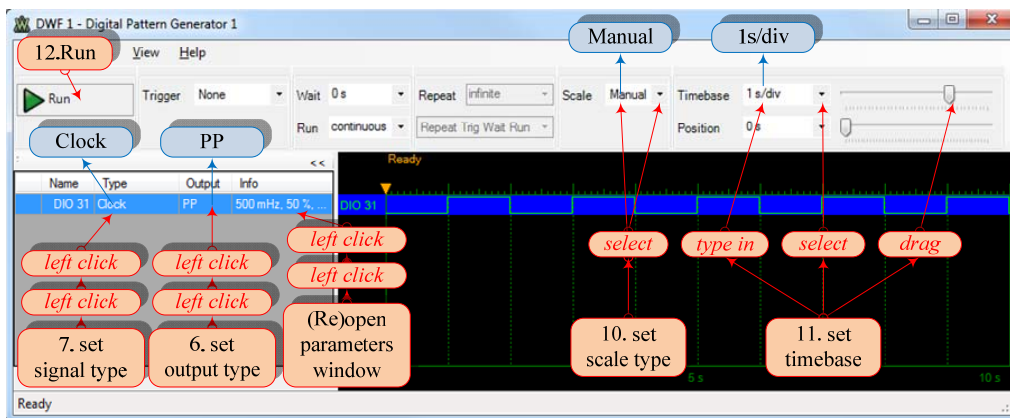 DWF 1 - Digital Pattern Generator 1
12.Run
View Help
Manual
1s/div
Run
Trigger None
Wait 0 s
Repeat infinite
Scale Manual
Timebase 1 s/div
Run continuous
Repeat Trig Wait Run
Position 0 s
Clock
PP
<<
Ready
Name Type Output Info
DIO 31 Clock PP 500 mHz, 50 %, ...
DIO 31
left click
left click
left click
select
type in
select
drag
left click
left click
left click
7. set
signal type
6. set
output type
(Re)open
parameters
window
10. set
scale type
11. set
timebase
5 s
10 s
Ready